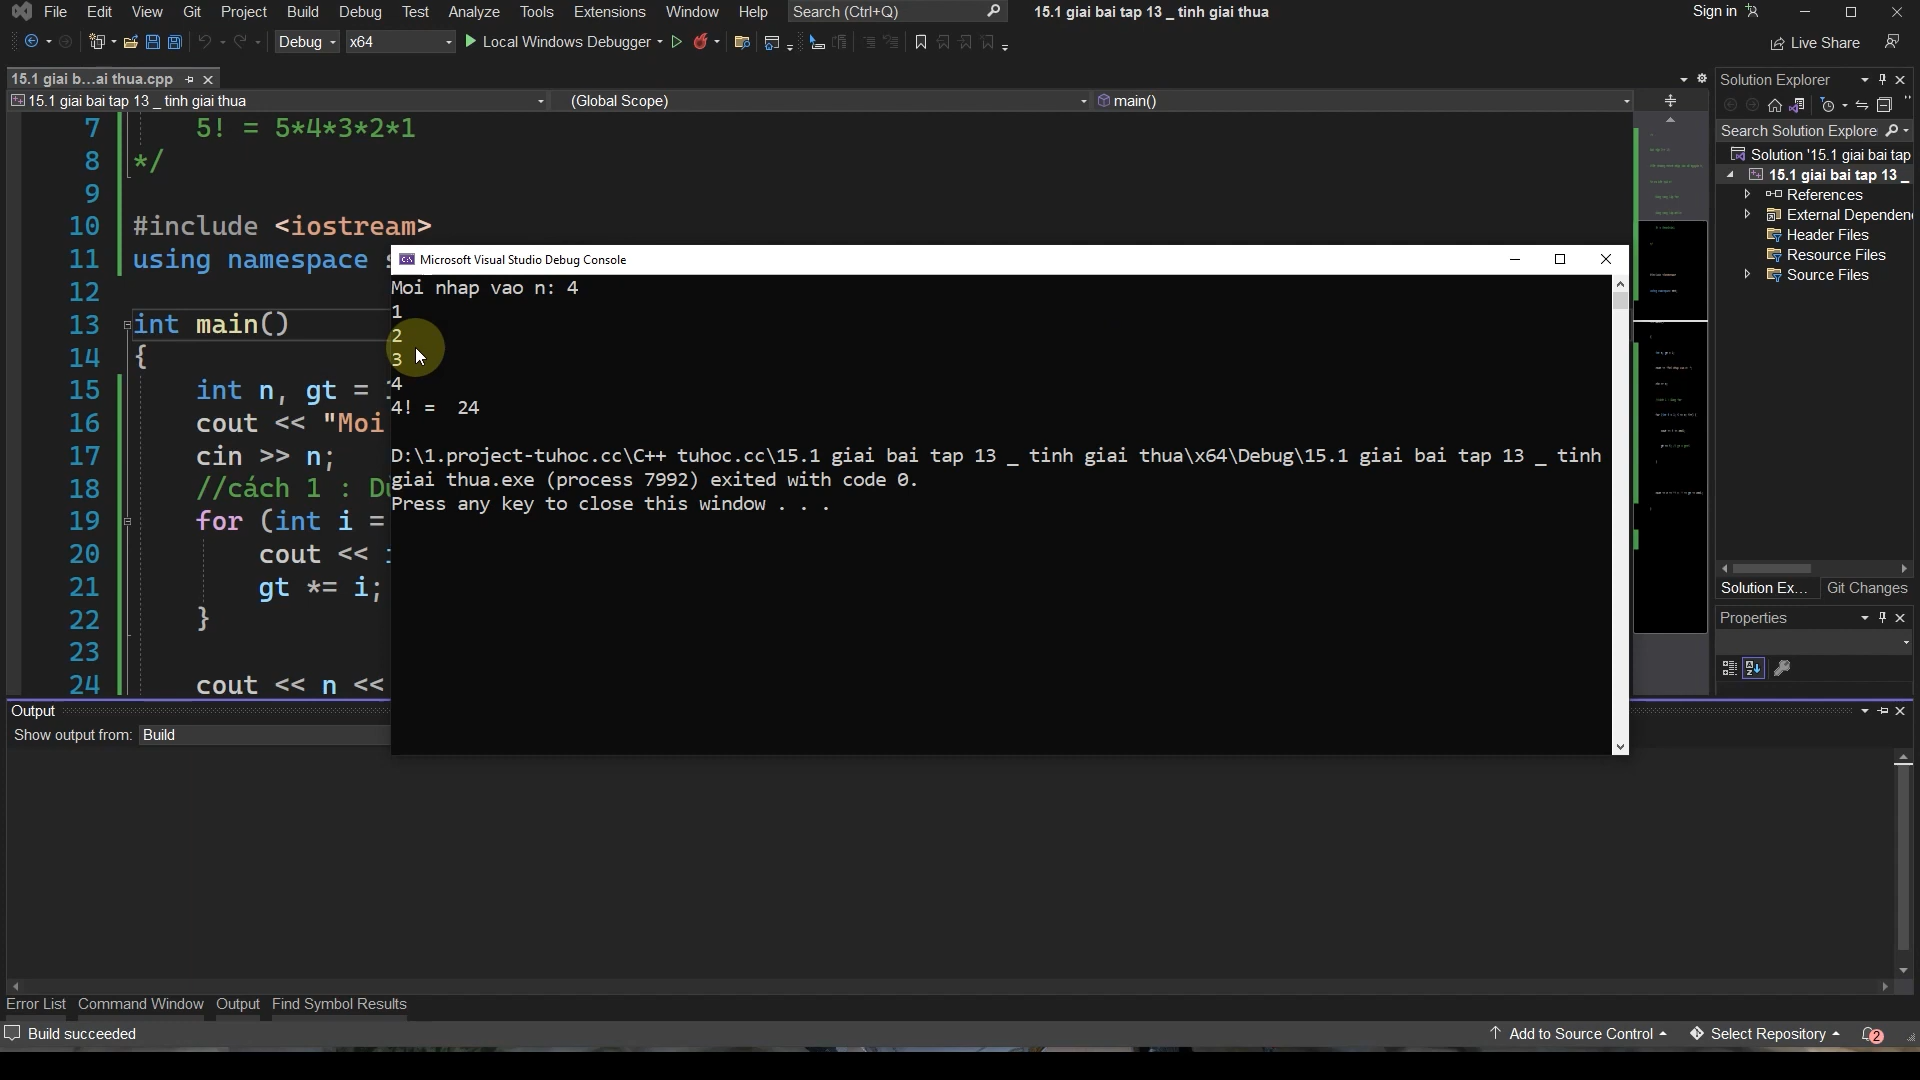 File Edit View Git Project Build Debug Test Analyze Tools Extensions Window Help Search (Ctrl+Q) 15.1 giai bai tap 13 _ tinh giai thua Sign in
Debug x64 Local Windows Debugger Live Share
15.1 giai b...ai thua.cpp
15.1 giai bai tap 13 _ tinh giai thua (Global Scope) main()
7 5! = 5*4*3*2*1
8 */
9
10 #include <iostream>
11 using namespace s
12
13 int main()
14 {
15 int n, gt =
16 cout << "Moi
17 cin >> n;
18 //cách 1 :
19 for (int i =
20 cout <<
21 gt *= i;
22 }
23
24 cout << n <<
Microsoft Visual Studio Debug Console
Moi nhap vao n: 4
1
2
3
4
4! =  24
D:\1.project-tuhoc.cc\C++ tuhoc.cc\15.1 giai bai tap 13 _ tinh giai thua\x64\Debug\15.1 giai bai tap 13 _ tinh
giai thua.exe (process 7992) exited with code 0.
Press any key to close this window . . .
Solution Explorer
Search Solution Explore
Solution '15.1 giai bai tap
15.1 giai bai tap 13 _
References
External Dependen
Header Files
Resource Files
Source Files
Solution Ex... Git Changes
Properties
Output
Show output from: Build
Error List Command Window Output Find Symbol Results
Build succeeded Add to Source Control Select Repository 2